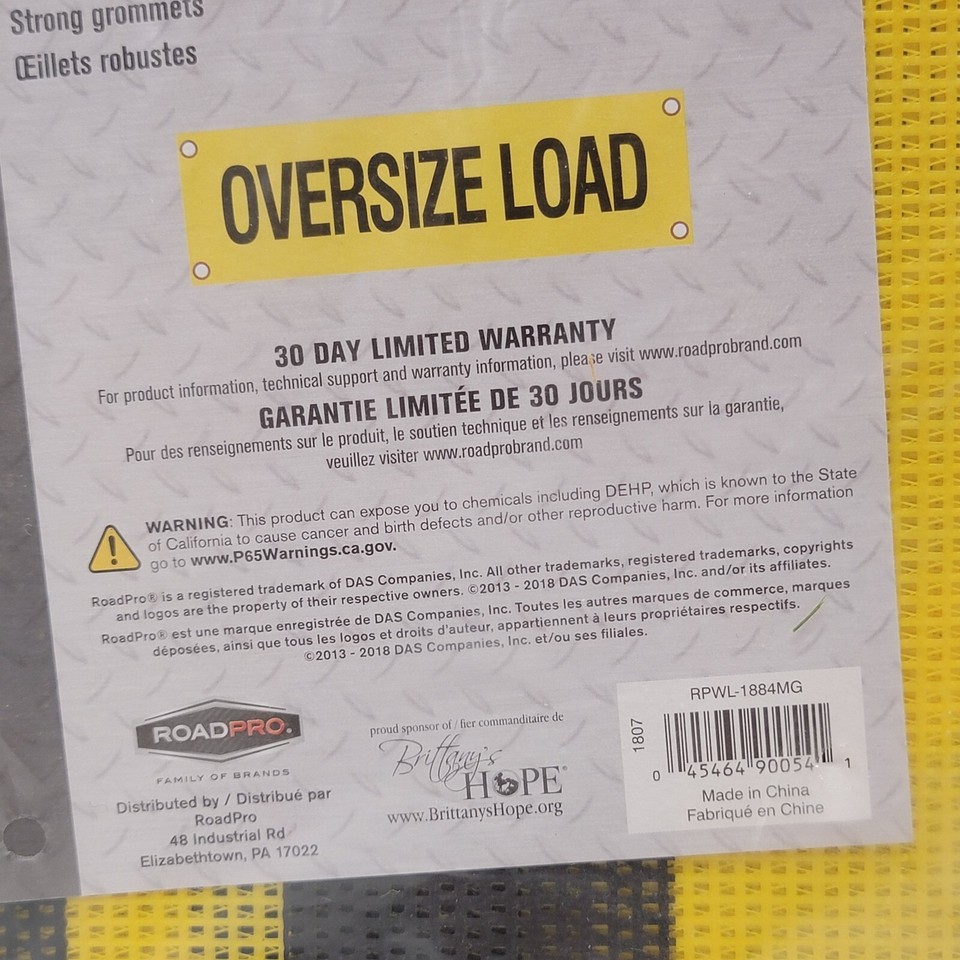 Strong grommets
Œillets robustes
OVERSIZE LOAD
30 DAY LIMITED WARRANTY
For product information, technical support and warranty information, please visit www.roadprobrand.com
GARANTIE LIMITÉE DE 30 JOURS
Pour des renseignements sur le produit, le soutien technique et les renseignements sur la garantie,
veuillez visiter www.roadprobrand.com
WARNING: This product can expose you to chemicals including DEHP, which is known to the State
of California to cause cancer and birth defects and/or other reproductive harm. For more information
go to www.P65Warnings.ca.gov.
RoadPro® is a registered trademark of DAS Companies, Inc. All other trademarks, registered trademarks, copyrights
and logos are the property of their respective owners. ©2013 - 2018 DAS Companies, Inc. and/or its affiliates.
RoadPro® est une marque enregistrée de DAS Companies, Inc. Toutes les autres marques de commerce, marques
déposées, ainsi que tous les logos et droits d'auteur, appartiennent à leurs propriétaires respectifs.
©2013 - 2018 DAS Companies, Inc. et/ou ses filiales.
ROADPRO.
FAMILY OF BRANDS
Distributed by / Distribué par
RoadPro
48 Industrial Rd
Elizabethtown, PA 17022
proud sponsor of / fier commanditaire de
Brittany's
HOPE®
www.BrittanysHope.org
RPWL-1884MG
1807
0 45464 90054 1
Made in China
Fabriqué en Chine